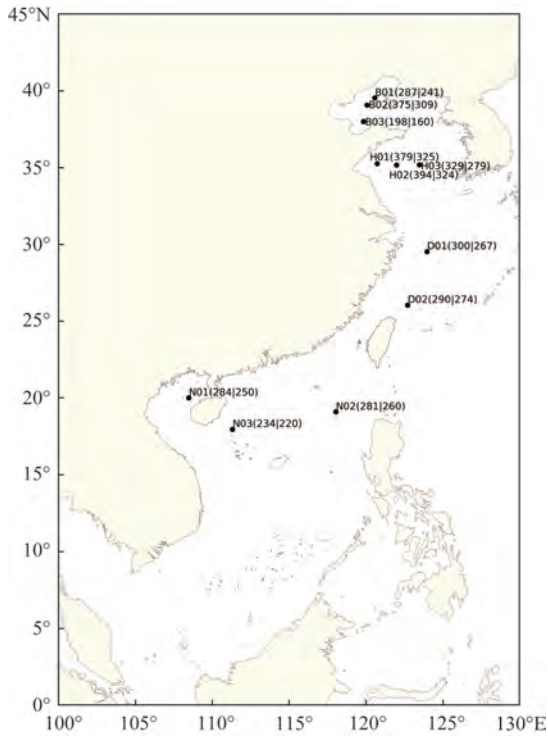 45°N
40°
35°
30°
25°
20°
15°
10°
5°
0°
B01(287|241)
B02(375|309)
B03(198|160)
H01(379|325)
H03(329|279)
H02(394|324)
D01(300|267)
D02(290|274)
N01(284|250)
N02(281|260)
N03(234|220)
100° 105° 110° 115° 120° 125° 130°E